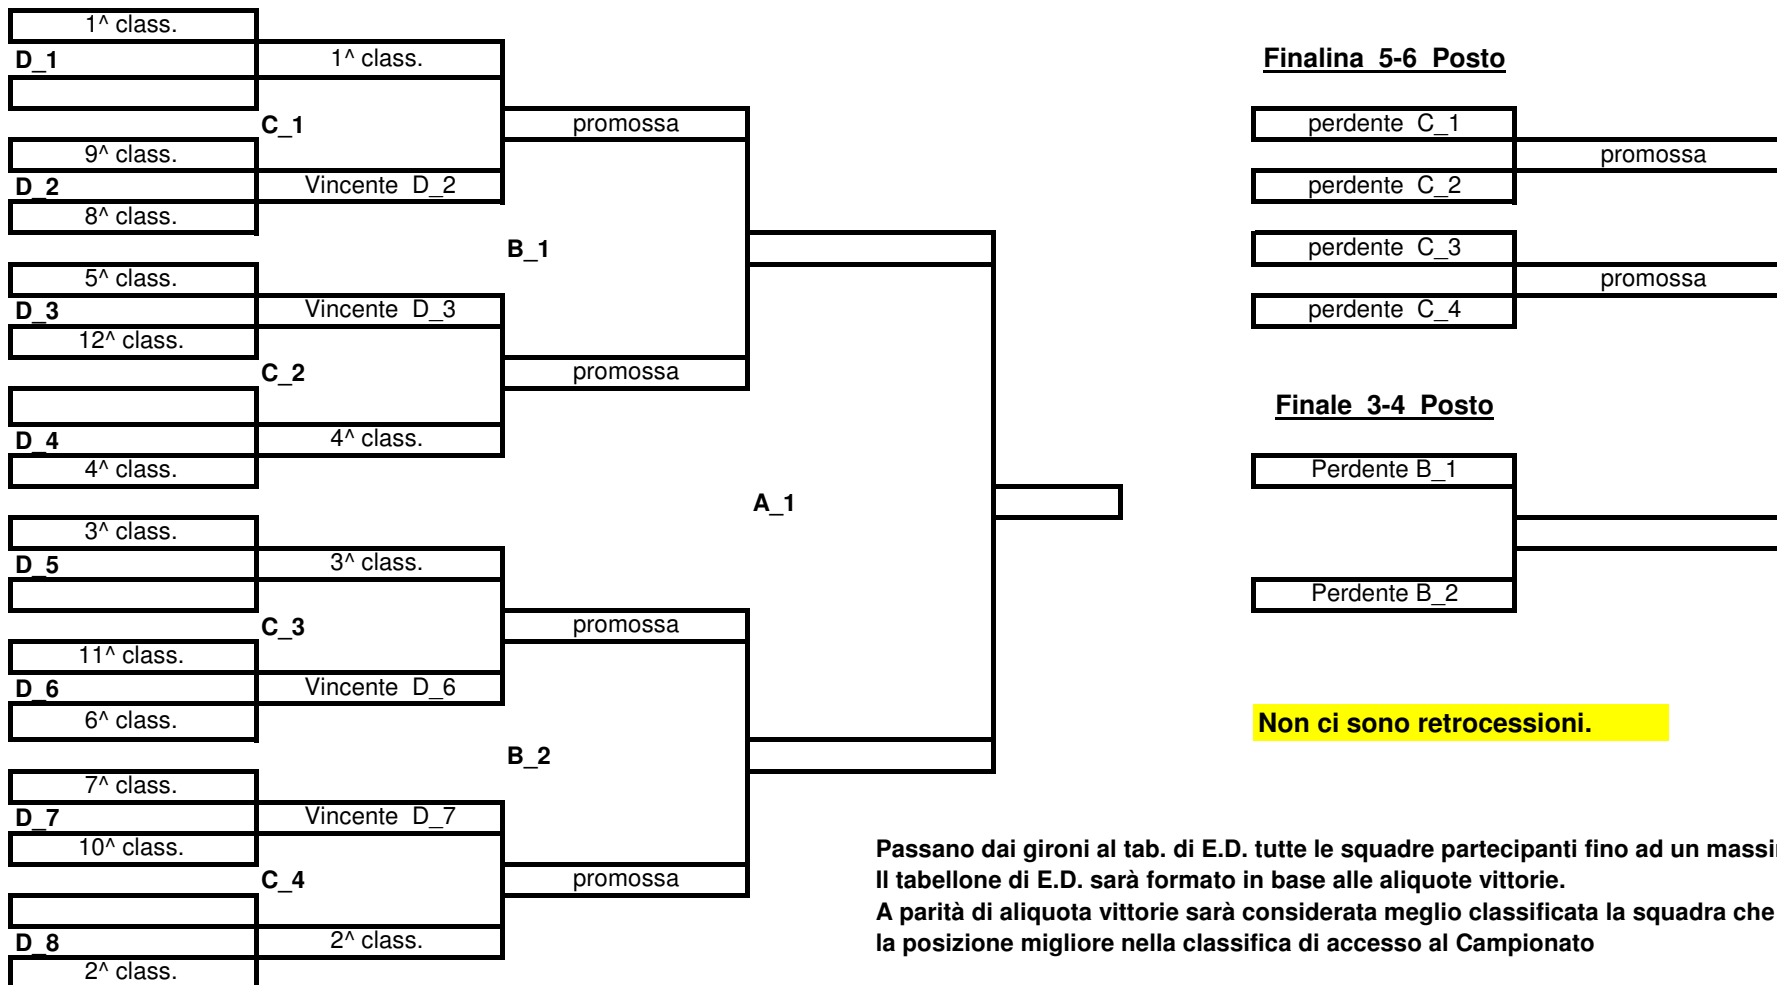 1^ class.
D_1
1^ class.
C_1
promossa
9^ class.
D_2
Vincente D_2
8^ class.
B_1
5^ class.
D_3
Vincente D_3
12^ class.
C_2
promossa
D_4
4^ class.
4^ class.
A_1
3^ class.
D_5
3^ class.
C_3
promossa
11^ class.
D_6
Vincente D_6
6^ class.
B_2
7^ class.
D_7
Vincente D_7
10^ class.
C_4
promossa
D_8
2^ class.
2^ class.
Finalina 5-6 Posto
perdente C_1
promossa
perdente C_2
perdente C_3
promossa
perdente C_4
Finale 3-4 Posto
Perdente B_1
Perdente B_2
Non ci sono retrocessioni.
Passano dai gironi al tab. di E.D. tutte le squadre partecipanti fino ad un
Il tabellone di E.D. sarà formato in base alle aliquote vittorie.
A parità di aliquota vittorie sarà considerata meglio classificata la squadra che
la posizione migliore nella classifica di accesso al Campionato